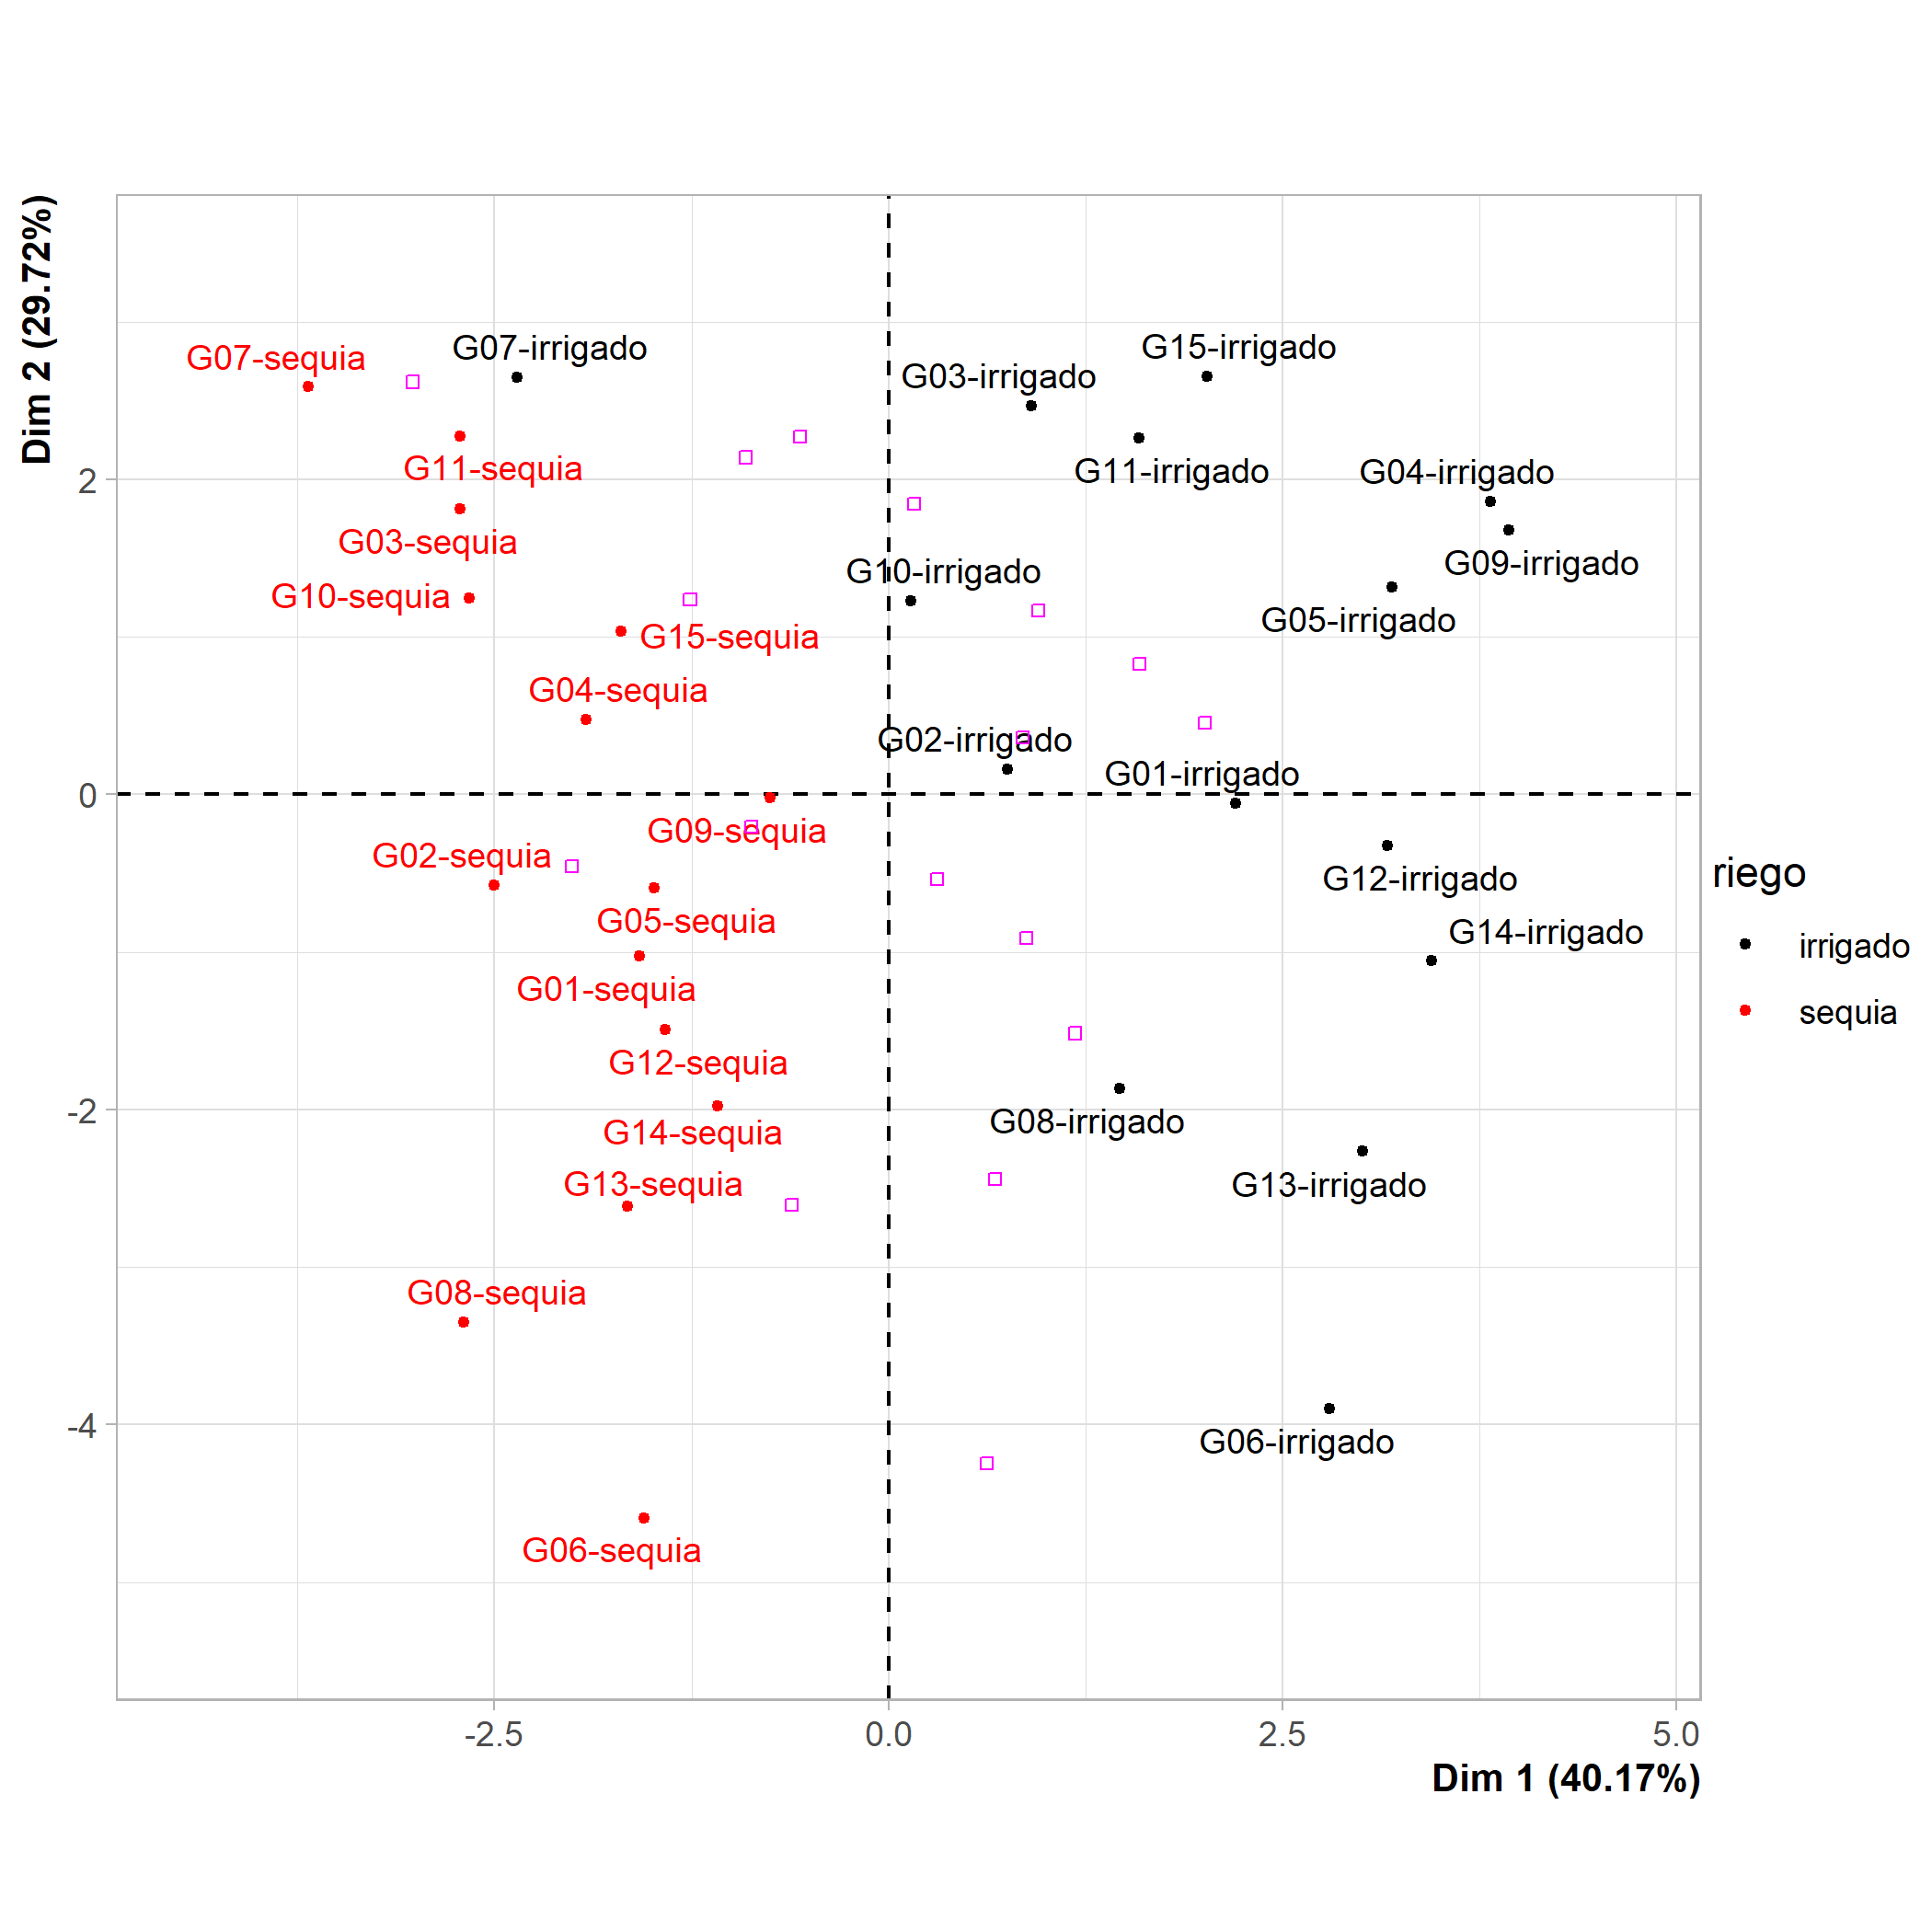 Dim 2 (29.72%)
G07-sequia
G07-irrigado
G15-irrigado
G03-irrigado
G11-sequia
G11-irrigado
G04-irrigado
2
G03-sequia
G09-irrigado
G10-irrigado
G10-sequia
G05-irrigado
G15-sequia
G04-sequia
G02-irrigado
G01-irrigado
0
G09-sequia
G02-sequia
G12-irrigado
riego
G05-sequia
G14-irrigado
irrigado
G01-sequia
sequia
G12-sequia
-2
G08-irrigado
G14-sequia
G13-sequia
G13-irrigado
G08-sequia
-4
G06-irrigado
G06-sequia
-2.5 0.0 2.5 5.0
Dim 1 (40.17%)